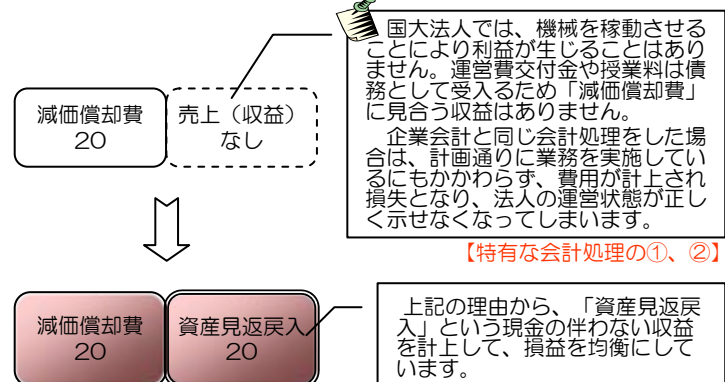 国大法人では、機械を稼動させる
ことにより利益が生じることはあり
ません。運営費交付金や授業料は債
務として受入るため「減価償却費」
に見合う収益はありません。
企業会計と同じ会計処理をした場
合は、計画通りに業務を実施してい
るにもかかわらず、費用が計上され
損失となり、法人の運営状態が正し
く示せなくなってしまいます。
減価償却費
20
売上（収益）
なし
【特有な会計処理の①、②】
減価償却費
20
資産見返戻入
20
上記の理由から、「資産見返戻
入」という現金の伴わない収益
を計上して、損益を均衡にして
います。